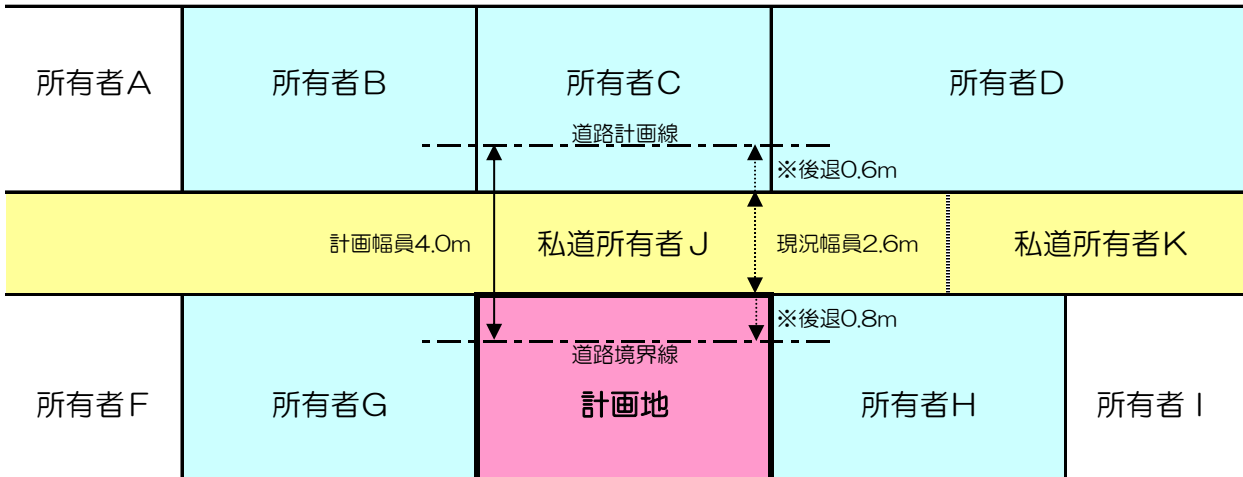 所有者A
所有者B
所有者C
所有者D
道路計画線
※後退0.6m
計画幅員4.0m
私道所有者J
現況幅員2.6m
私道所有者K
※後退0.8m
道路境界線
所有者F
所有者G
計画地
所有者H
所有者I